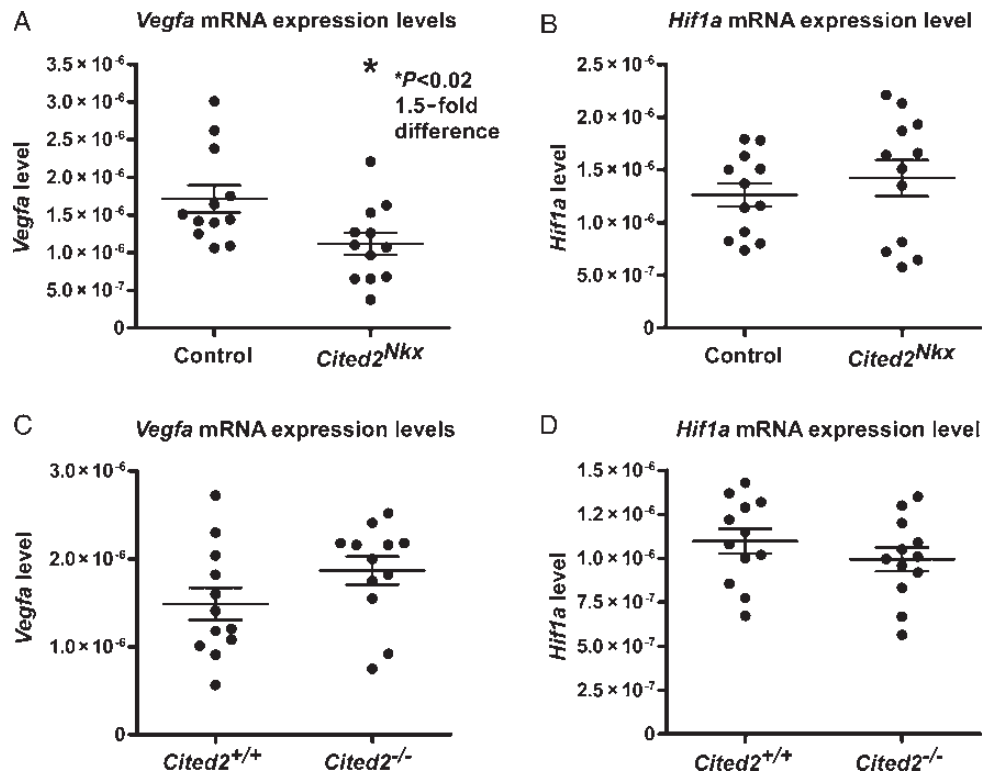 A
Vegfa mRNA expression levels
Vegfa level
3.5 × 10⁻⁶
3.0 × 10⁻⁶
2.5 × 10⁻⁶
2.0 × 10⁻⁶
1.5 × 10⁻⁶
1.0 × 10⁻⁶
5.0 × 10⁻⁷
0
*
*P<0.02
1.5-fold
difference
Control
Cited2ᴺᵏˣ
B
Hif1a mRNA expression level
Hif1a level
2.5 × 10⁻⁶
2.0 × 10⁻⁶
1.5 × 10⁻⁶
1.0 × 10⁻⁶
5.0 × 10⁻⁷
0
Control
Cited2ᴺᵏˣ
C
Vegfa mRNA expression levels
Vegfa level
3.0 × 10⁻⁶
2.0 × 10⁻⁶
1.0 × 10⁻⁶
0
Cited2⁺/⁺
Cited2⁻/⁻
D
Hif1a mRNA expression level
Hif1a level
1.5 × 10⁻⁶
1.2 × 10⁻⁶
1.0 × 10⁻⁶
7.5 × 10⁻⁷
5.0 × 10⁻⁷
2.5 × 10⁻⁷
0
Cited2⁺/⁺
Cited2⁻/⁻